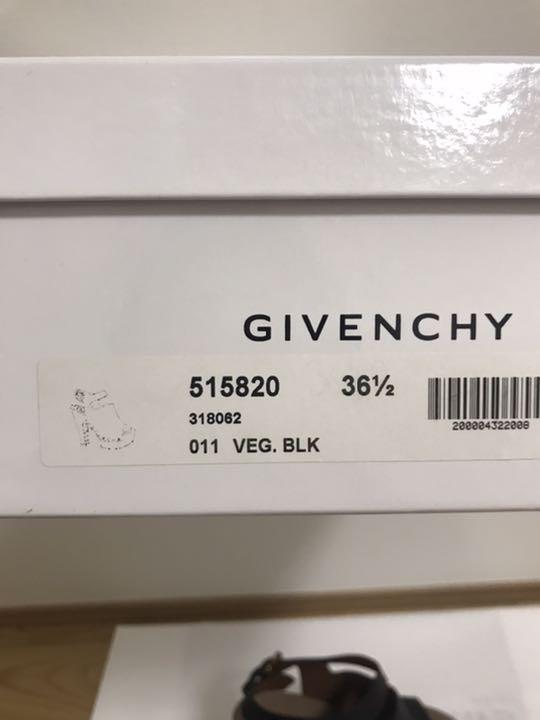 GIVENCHY
515820 36½
318062
200004322008
011 VEG. BLK